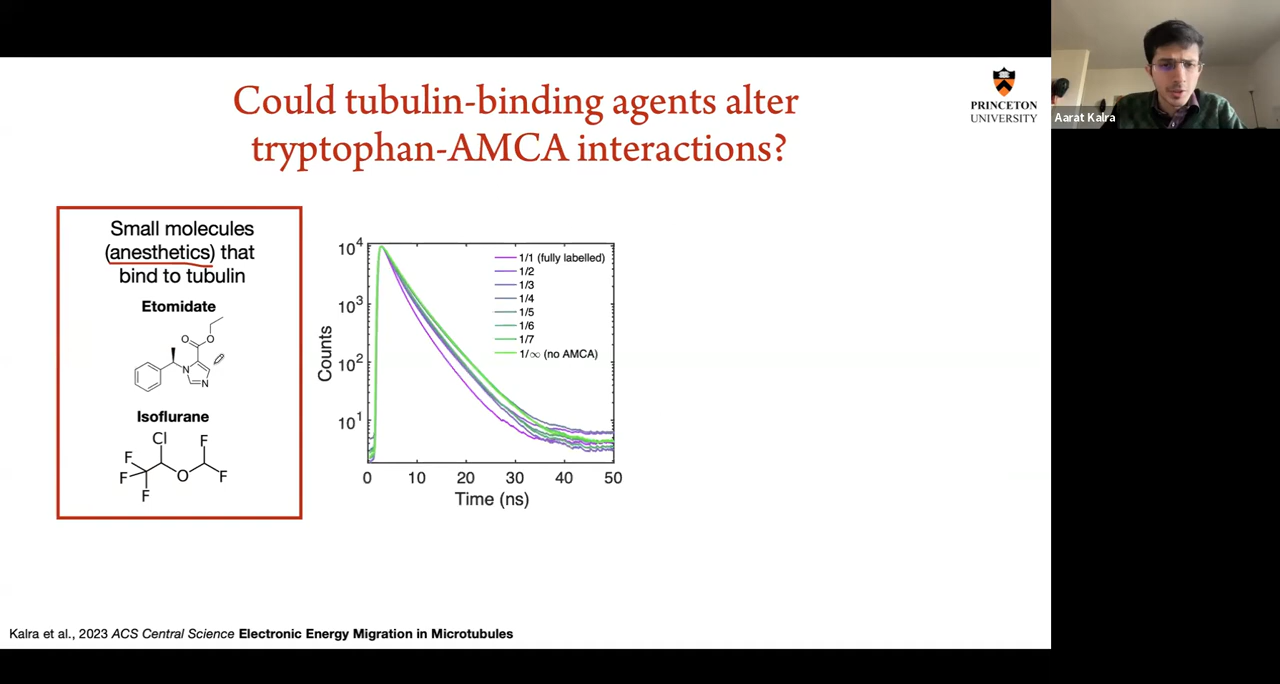 Could tubulin-binding agents alter
tryptophan-AMCA interactions?
PRINCETON
UNIVERSITY
Aarat Kalra
Small molecules
(anesthetics) that
bind to tubulin
Etomidate
O
O
N
N
Isoflurane
Cl
F
F
F
O
F
F
Counts
10^4
10^3
10^2
10^1
1/1 (fully labelled)
1/2
1/3
1/4
1/5
1/6
1/7
1/∞ (no AMCA)
0
10
20
30
40
50
Time (ns)
Kalra et al., 2023 ACS Central Science Electronic Energy Migration in Microtubules